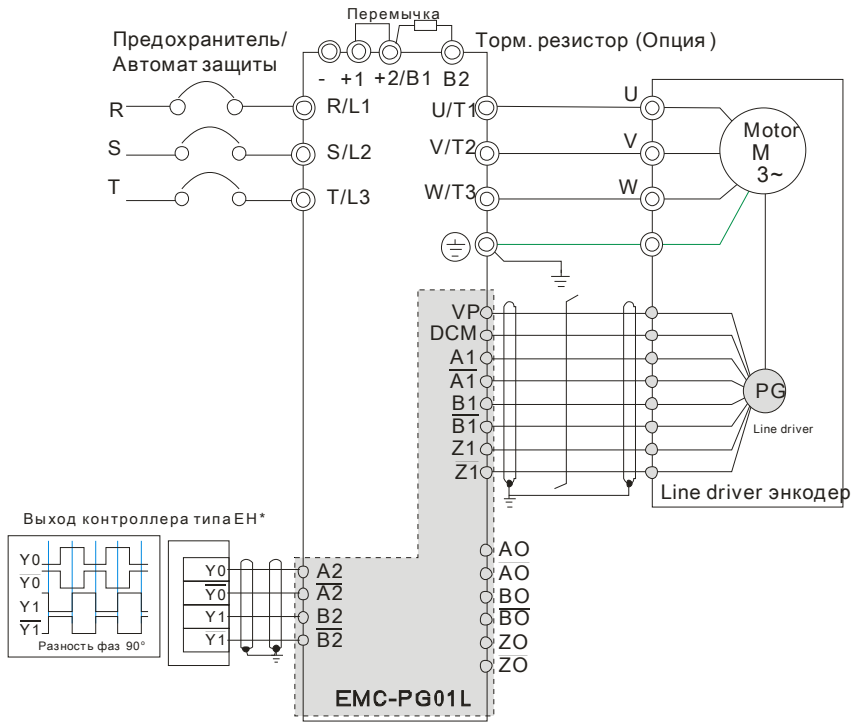 Перемычка
Предохранитель/
Автомат защиты
Торм. резистор (Опция)
- +1 +2/B1 B2
R R/L1 U/T1 U
S S/L2 V/T2 V
T T/L3 W/T3 W
Motor
M
3~
VP
DCM
A1
A1̅
B1
B1̅
Z1
Z1̅
PG
Line driver
Line driver энкодер
Выход контроллера типа EH*
Y0
Y0̅
Y1
Y1̅
Разность фаз 90°
Y0 A2
Y0̅ A2̅
Y1 B2
Y1̅ B2̅
AO
AO̅
BO
BO̅
ZO
ZO̅
EMC-PG01L